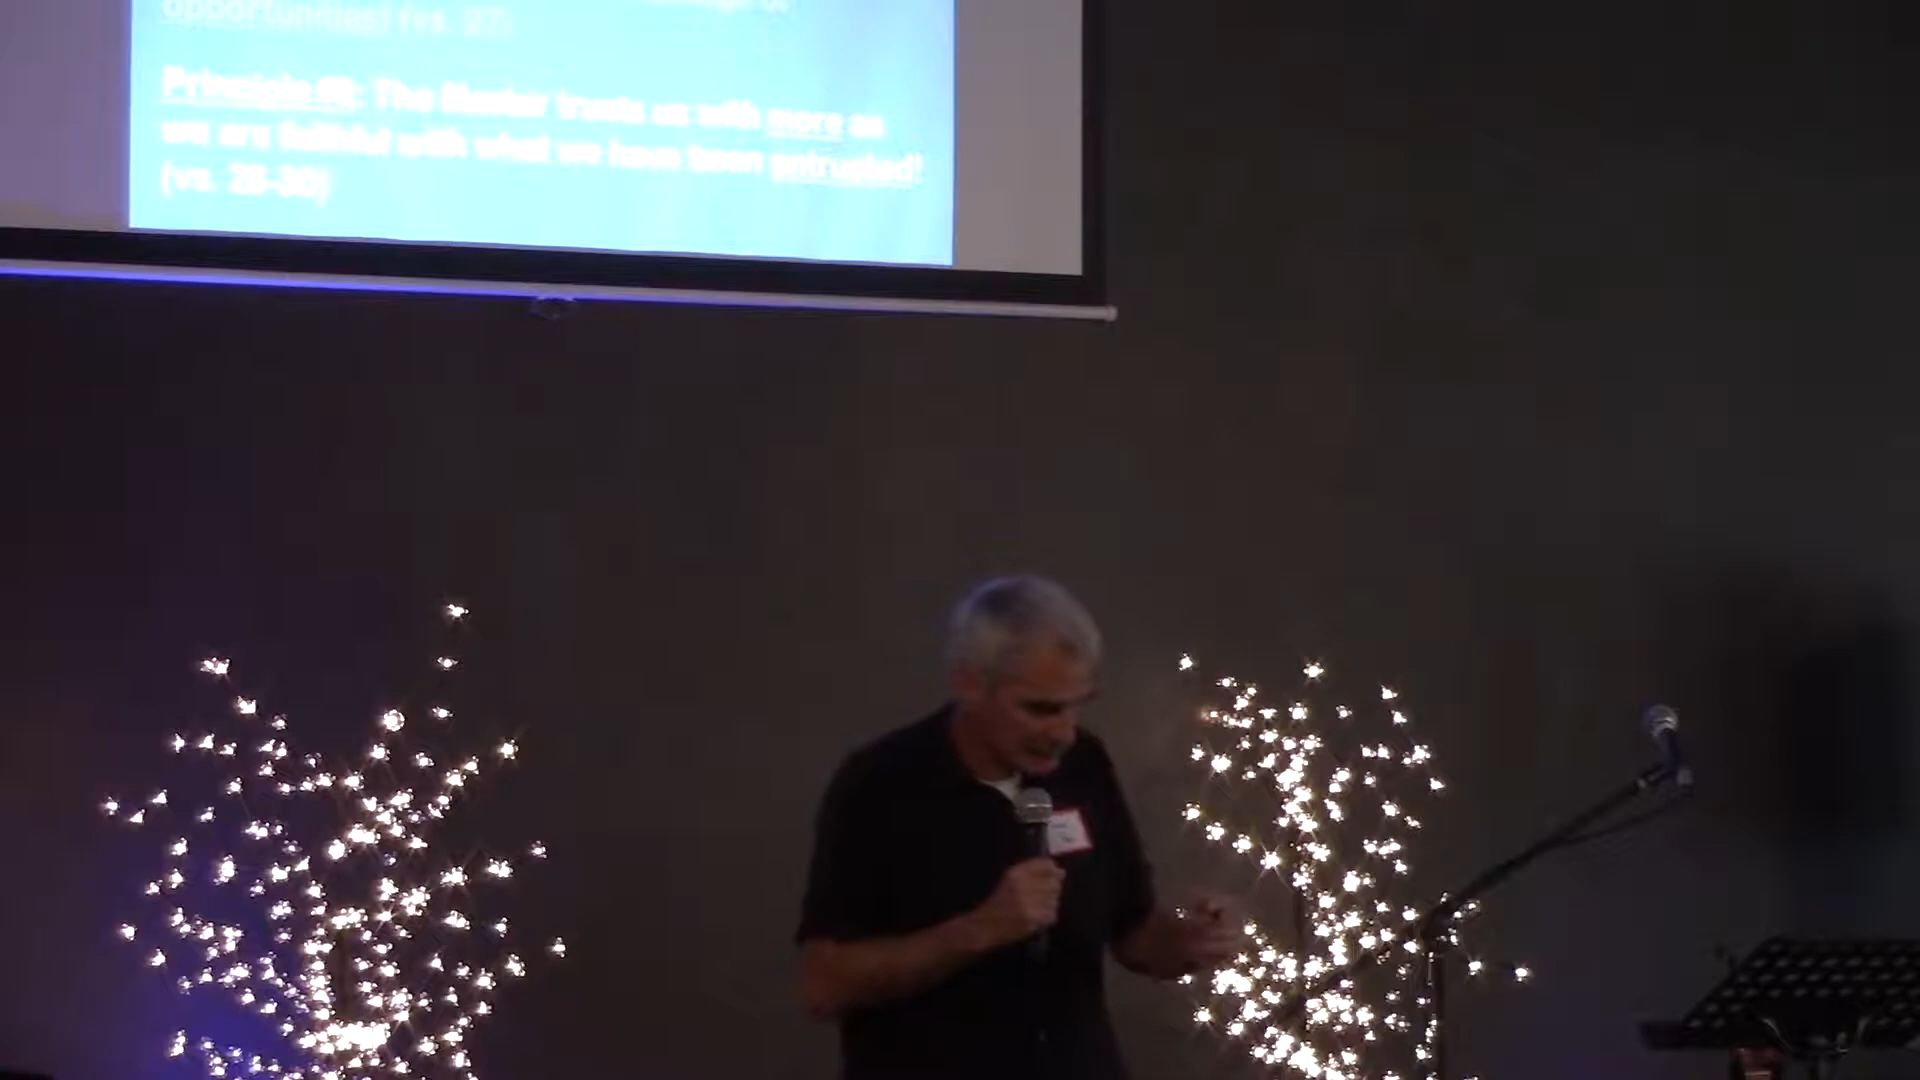 opportunities! (vs. 27)
Principle #4: The Master trusts us with more as
we are faithful with what we have been entrusted!
(vs. 28-30)